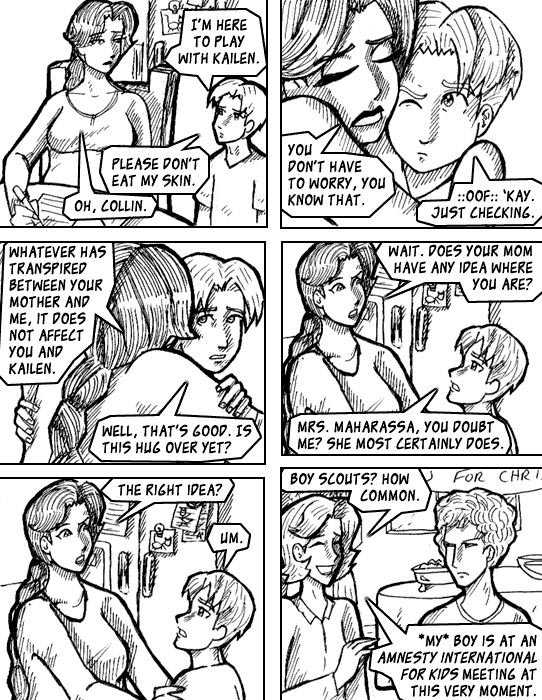 I'M HERE
TO PLAY
WITH KAILEN.
PLEASE DON'T
EAT MY SKIN.
OH, COLLIN.
YOU
DON'T HAVE
TO WORRY, YOU
KNOW THAT.
::OOF:: 'KAY.
JUST CHECKING.
WHATEVER HAS
TRANSPIRED
BETWEEN YOUR
MOTHER AND
ME, IT DOES
NOT AFFECT
YOU AND
KAILEN.
WELL, THAT'S GOOD. IS
THIS HUG OVER YET?
WAIT. DOES YOUR MOM
HAVE ANY IDEA WHERE
YOU ARE?
MRS. MAHARASSA, YOU DOUBT
ME? SHE MOST CERTAINLY DOES.
THE RIGHT IDEA?
UM.
FOR CHRI
BOY SCOUTS? HOW
COMMON.
*MY* BOY IS AT AN
AMNESTY INTERNATIONAL
FOR KIDS MEETING AT
THIS VERY MOMENT.